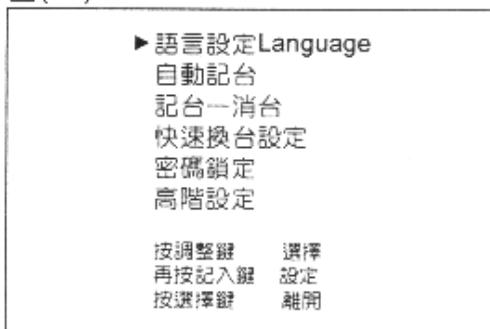 ▶語言設定Language
自動記台
記台一消台
快速換台設定
密碼鎖定
高階設定
按調整鍵 選擇
再按記入鍵 設定
按選擇鍵 離開